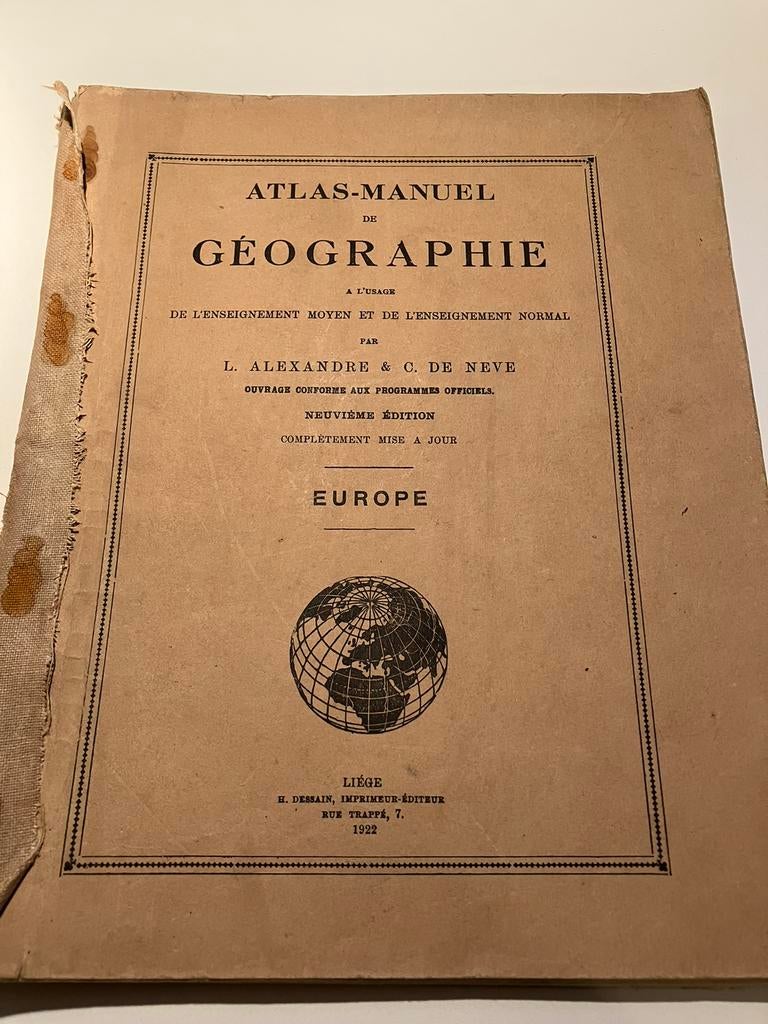 ATLAS-MANUEL
DE
GÉOGRAPHIE
A L'USAGE
DE L'ENSEIGNEMENT MOYEN ET DE L'ENSEIGNEMENT NORMAL
PAR
L. ALEXANDRE & C. DE NEVE
OUVRAGE CONFORME AUX PROGRAMMES OFFICIELS.
NEUVIÈME ÉDITION
COMPLÈTEMENT MISE A JOUR
EUROPE
LIÉGE
H. DESSAIN, IMPRIMEUR-ÉDITEUR
RUE TRAPPÉ, 7.
1922